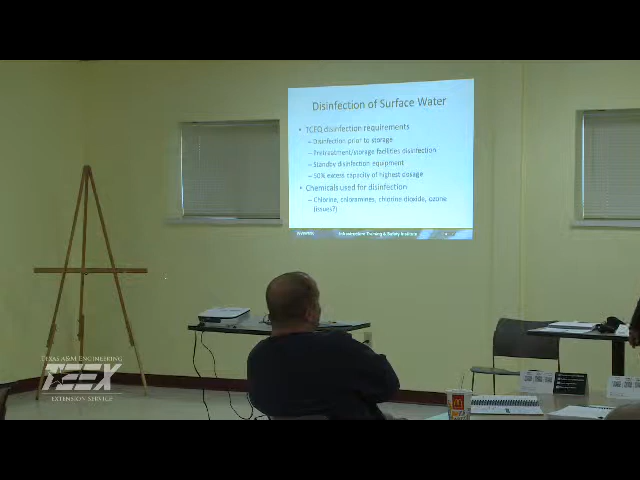 Disinfection of Surface Water
• TCEQ disinfection requirements
– Disinfection prior to storage
– Pretreatment/storage facilities disinfection
– Standby disinfection equipment
– 50% excess capacity of highest dosage
• Chemicals used for disinfection
– Chlorine, chloramines, chlorine dioxide, ozone
(issues?)
Infrastructure Training & Safety Institute
TEXAS A&M ENGINEERING
TEEX
EXTENSION SERVICE